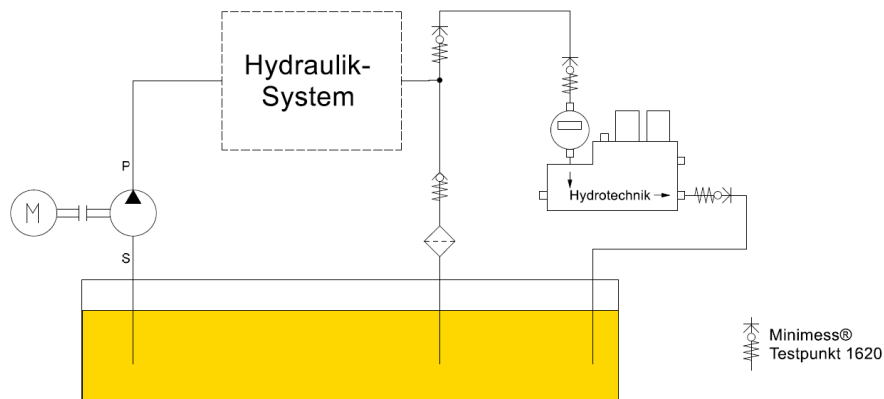 Hydraulik-
System
P
M
S
Hydrotechnik
Minimess®
Testpunkt 1620